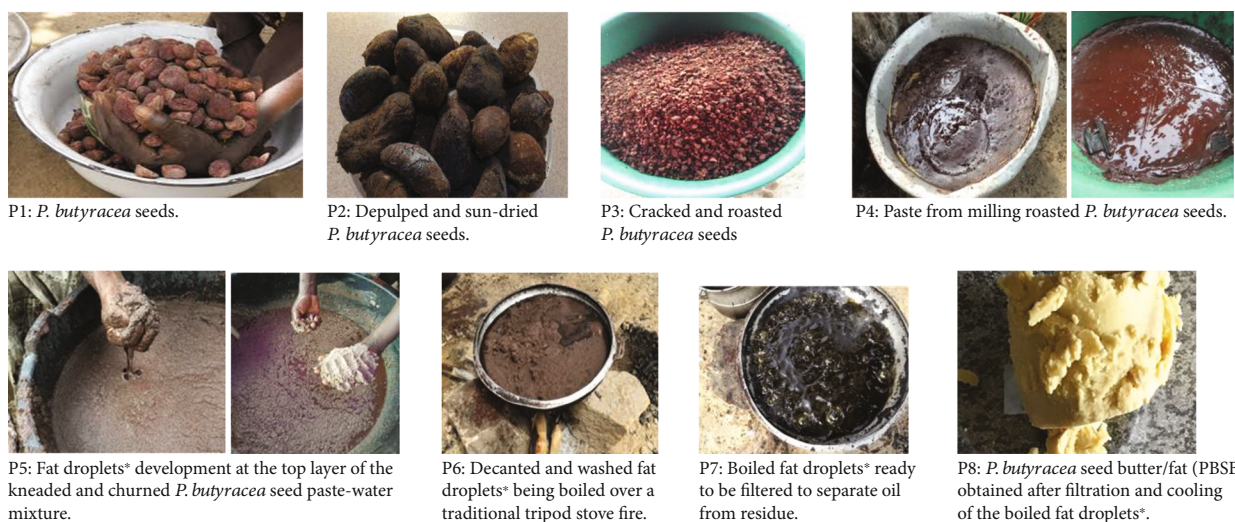 P1: P. butyracea seeds.
P2: Depulped and sun-dried
P. butyracea seeds.
P3: Cracked and roasted
P. butyracea seeds
P4: Paste from milling roasted P. butyracea seeds.
P5: Fat droplets* development at the top layer of the
kneaded and churned P. butyracea seed paste-water
mixture.
P6: Decanted and washed fat
droplets* being boiled over a
traditional tripod stove fire.
P7: Boiled fat droplets* ready
to be filtered to separate oil
from residue.
P8: P. butyracea seed butter/fat (PBSB
obtained after filtration and cooling
of the boiled fat droplets*.